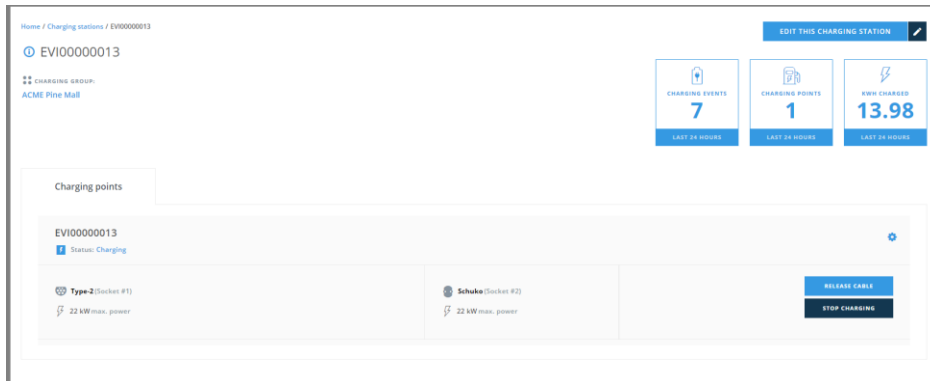 Home / Charging stations / EVI00000013
EDIT THIS CHARGING STATION
EVI00000013
CHARGING GROUP:
ACME Pine Mall
CHARGING EVENTS
7
LAST 24 HOURS
CHARGING POINTS
1
LAST 24 HOURS
KWH CHARGED
13.98
LAST 24 HOURS
Charging points
EVI00000013
Status: Charging
Type-2 (Socket #1)
22 kW max. power
Schuko (Socket #2)
22 kW max. power
RELEASE CABLE
STOP CHARGING